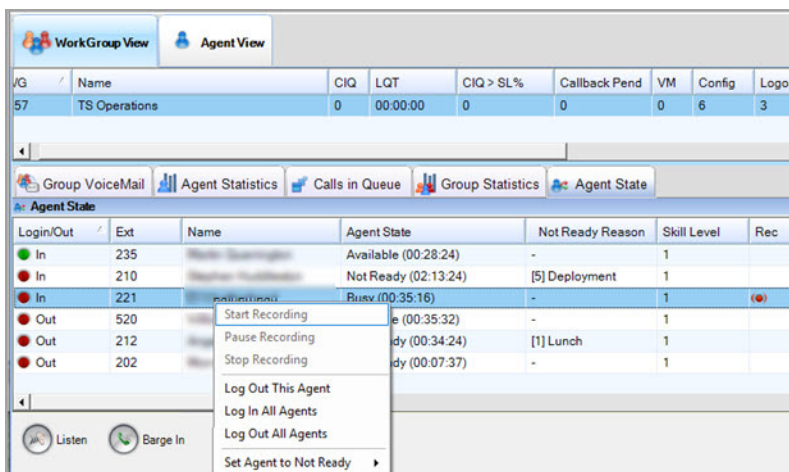 WorkGroup View Agent View
/G Name CIQ LQT CIQ > SL% Callback Pend VM Config Logo
57 TS Operations 0 00:00:00 0 0 0 6 3
Group VoiceMail Agent Statistics Calls in Queue Group Statistics Agent State
Agent State
Login/Out Ext Name Agent State Not Ready Reason Skill Level Rec
In 235 Available (00:28:24) - 1
In 210 Not Ready (02:13:24) [5] Deployment 1
In 221 Busy (00:35:16) - 1
Out 520 e (00:35:32) - 1
Out 212 dy (00:34:24) [1] Lunch 1
Out 202 dy (00:07:37) - 1
Start Recording
Pause Recording
Stop Recording
Log Out This Agent
Log In All Agents
Log Out All Agents
Set Agent to Not Ready
Listen Barge In